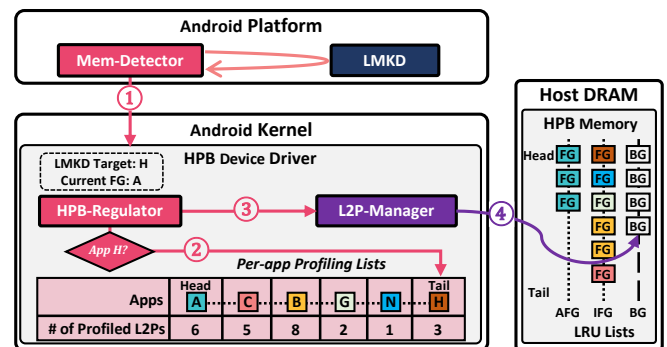 Android Platform
Mem-Detector
LMKD
1
Android Kernel
HPB Device Driver
LMKD Target: H
Current FG: A
HPB-Regulator
3
L2P-Manager
4
App H?
2
Per-app Profiling Lists
Apps
Head
Tail
A C B G N H
# of Profiled L2Ps 6 5 8 2 1 3
Host DRAM
HPB Memory
Head FG FG BG
FG FG BG
FG FG BG
FG BG
FG
FG
Tail
AFG IFG BG
LRU Lists